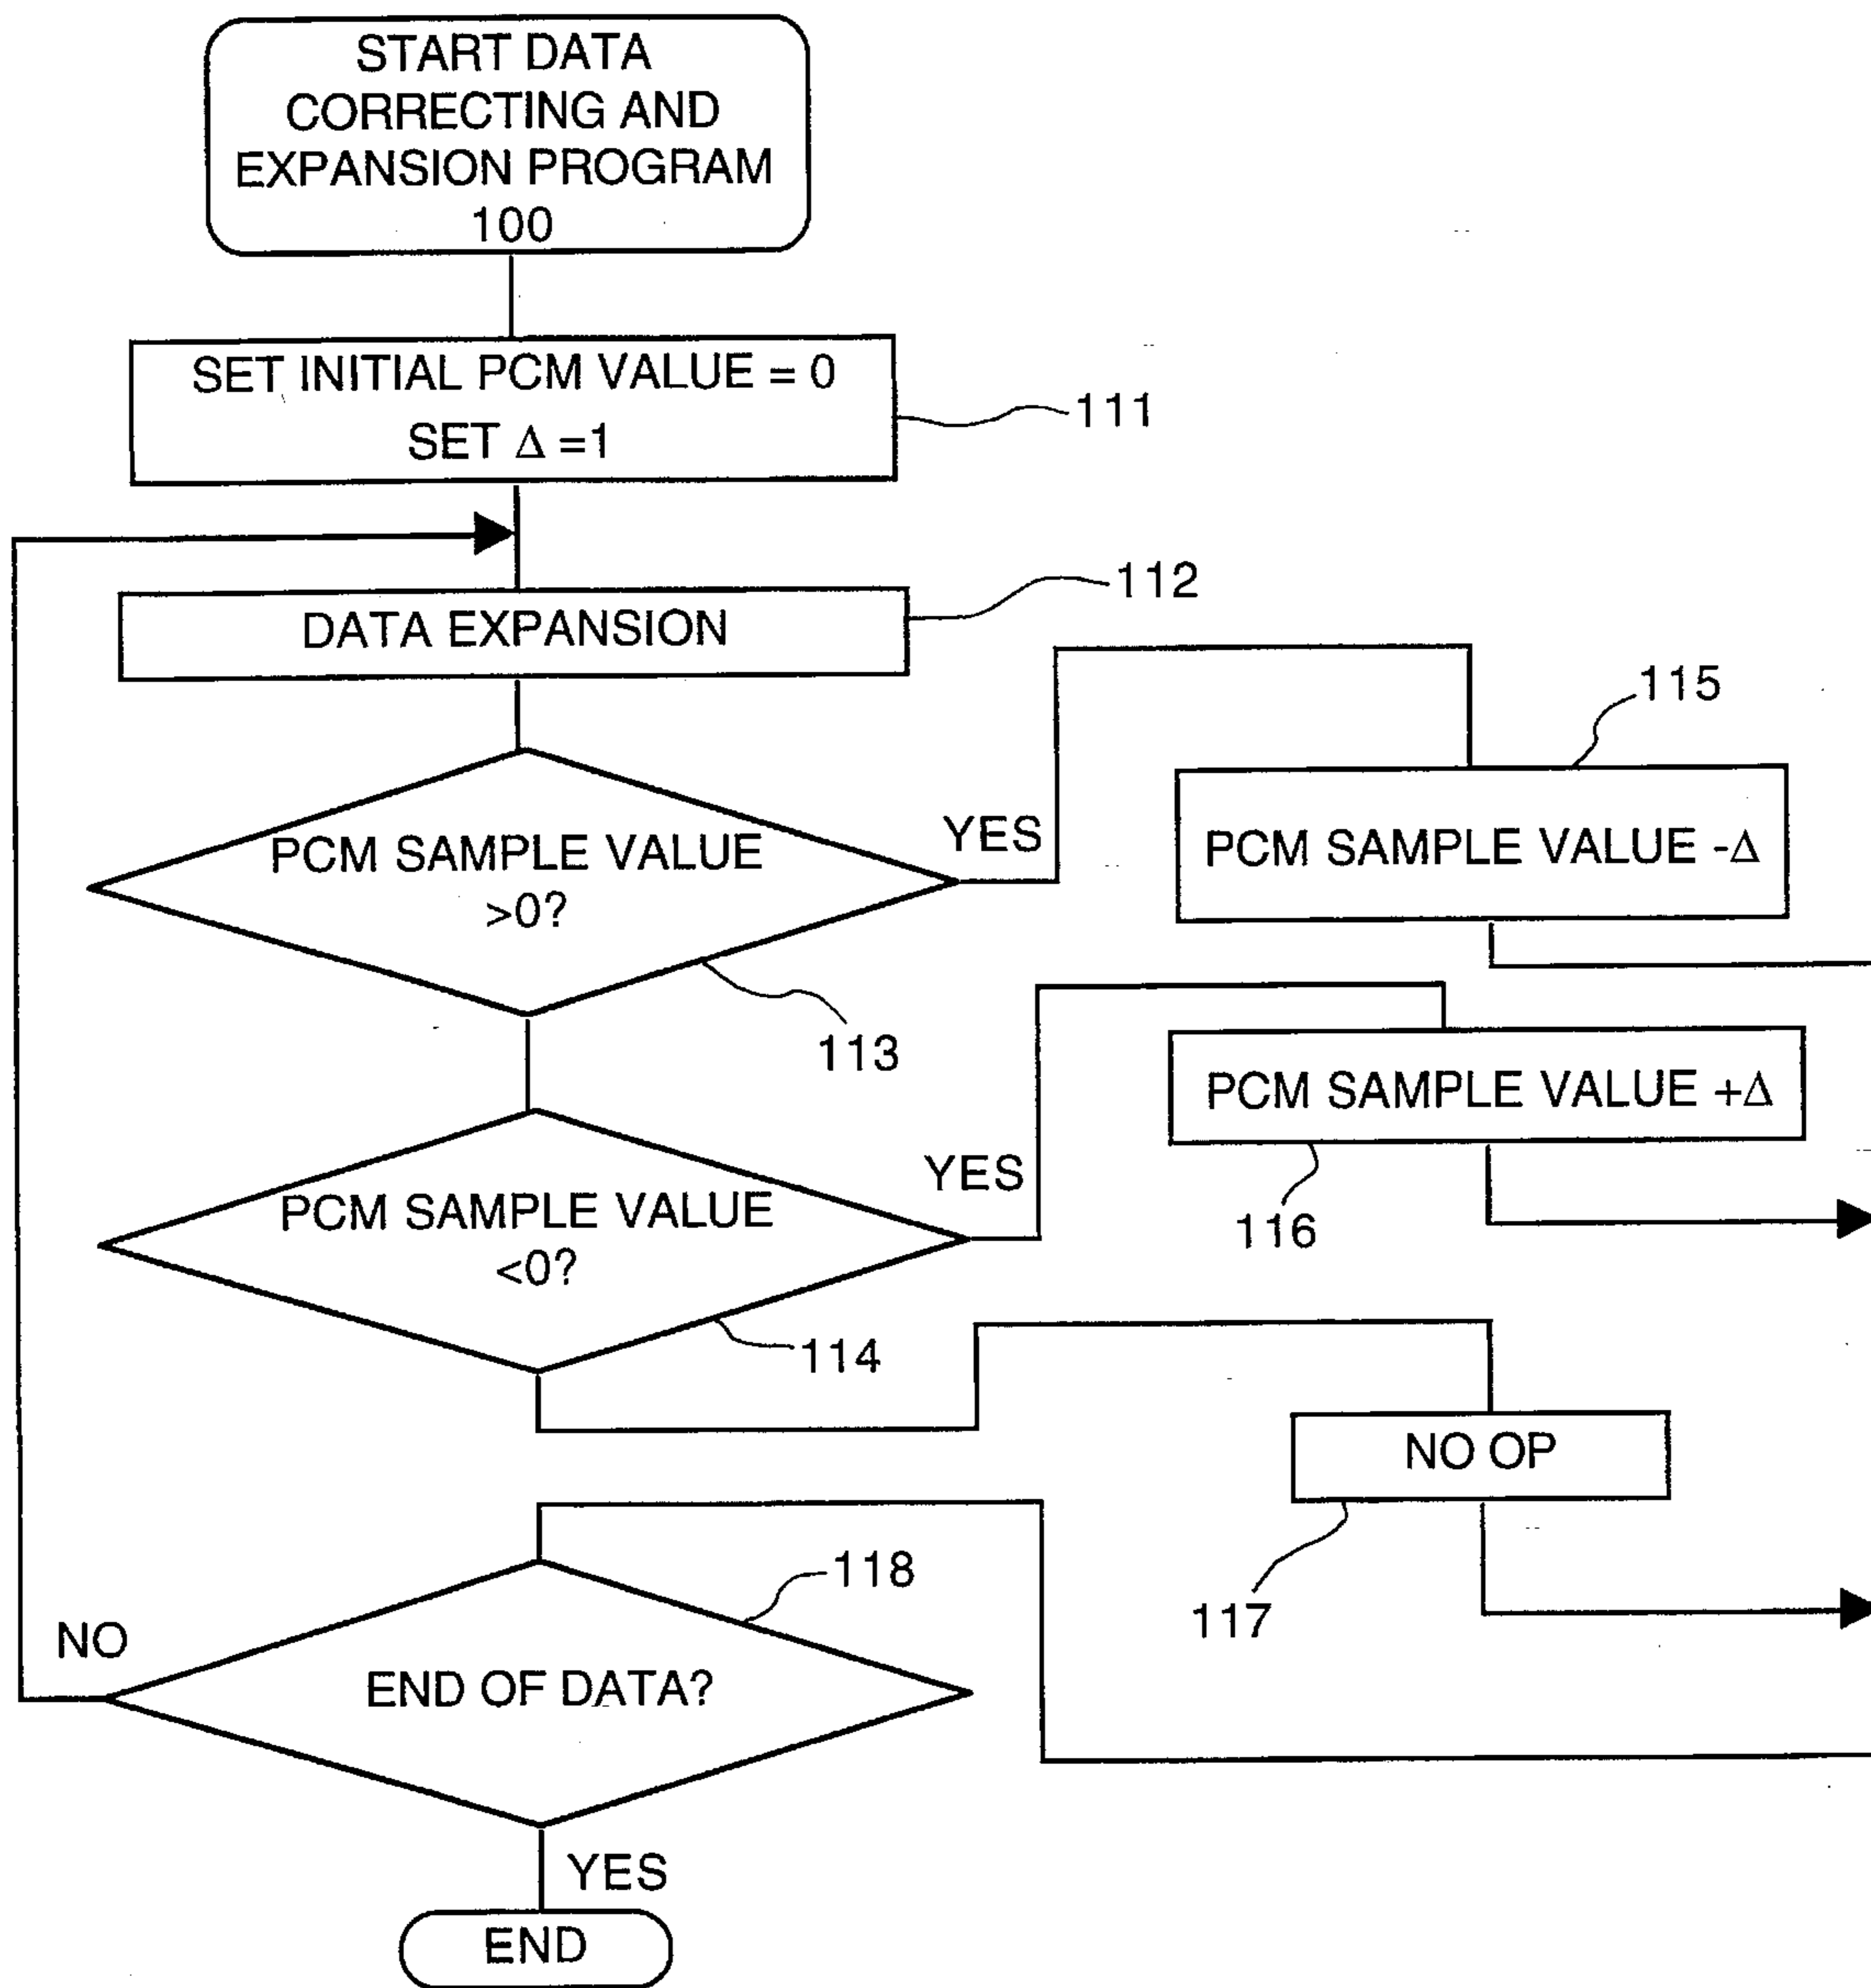 START DATA
CORRECTING AND
EXPANSION PROGRAM
100
SET INITIAL PCM VALUE = 0
SET Δ =1
111
DATA EXPANSION
112
PCM SAMPLE VALUE
>0?
YES
113
115
PCM SAMPLE VALUE -Δ
PCM SAMPLE VALUE +Δ
116
PCM SAMPLE VALUE
<0?
YES
114
NO OP
117
118
END OF DATA?
NO
YES
END